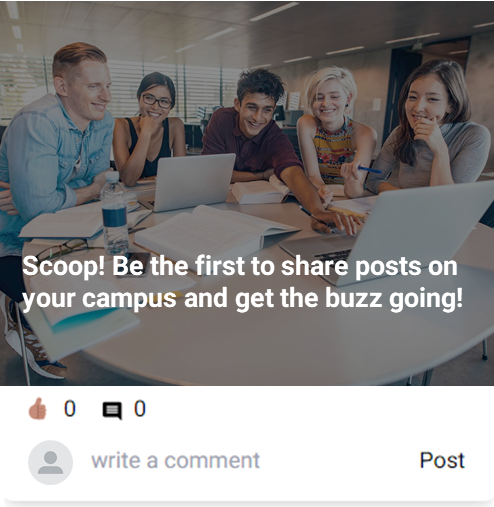 Scoop! Be the first to share posts on
your campus and get the buzz going!
0 0
write a comment Post